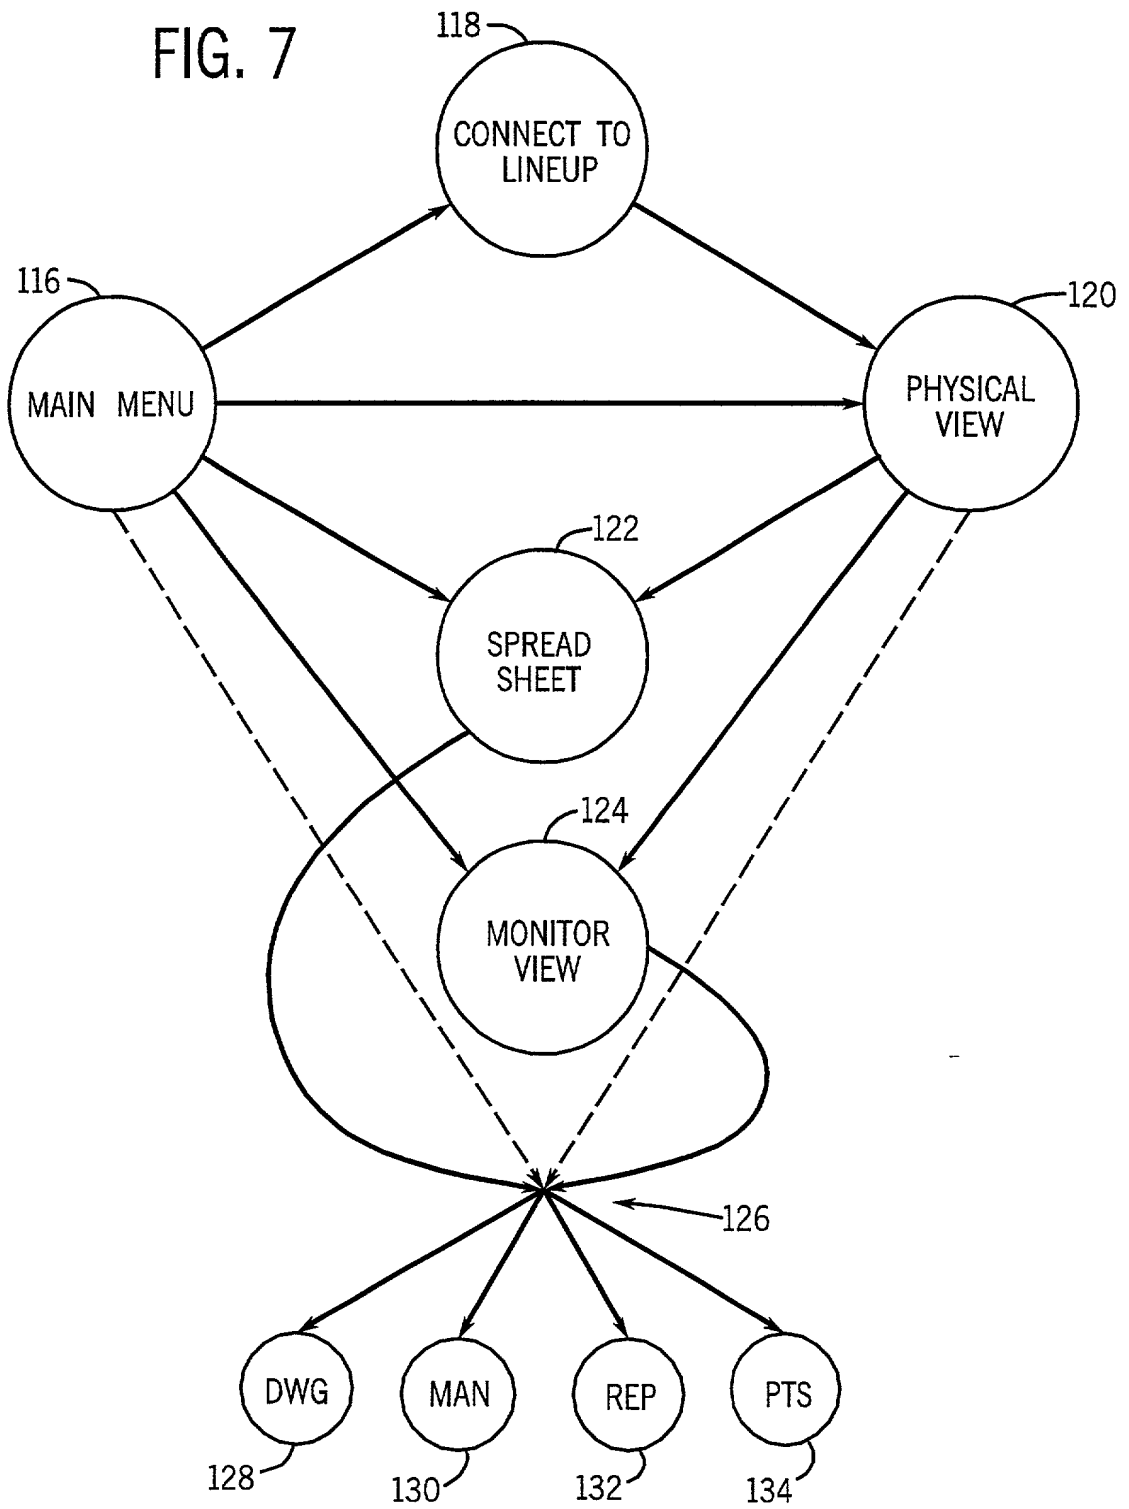 FIG. 7
118
CONNECT TO
LINEUP
116
MAIN MENU
120
PHYSICAL
VIEW
122
SPREAD
SHEET
124
MONITOR
VIEW
126
DWG
MAN
REP
PTS
128
130
132
134